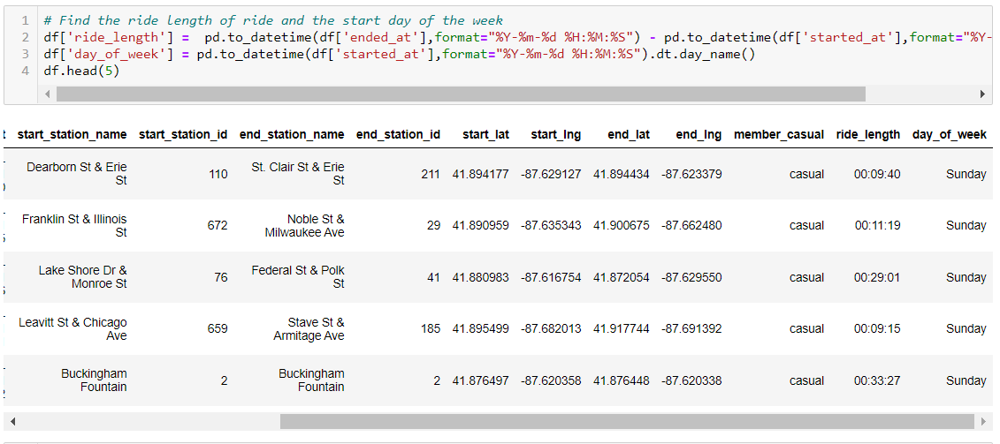 1 # Find the ride length of ride and the start day of the week
2 df['ride_length'] =  pd.to_datetime(df['ended_at'],format="%Y-%m-%d %H:%M:%S") - pd.to_datetime(df['started_at'],format="%Y-
3 df['day_of_week'] = pd.to_datetime(df['started_at'],format="%Y-%m-%d %H:%M:%S").dt.day_name()
4 df.head(5)
start_station_name start_station_id end_station_name end_station_id start_lat start_lng end_lat end_lng member_casual ride_length day_of_week
Dearborn St & Erie St 110 St. Clair St & Erie St 211 41.894177 -87.629127 41.894434 -87.623379 casual 00:09:40 Sunday
Franklin St & Illinois St 672 Noble St & Milwaukee Ave 29 41.890959 -87.635343 41.900675 -87.662480 casual 00:11:19 Sunday
Lake Shore Dr & Monroe St 76 Federal St & Polk St 41 41.880983 -87.616754 41.872054 -87.629550 casual 00:29:01 Sunday
Leavitt St & Chicago Ave 659 Stave St & Armitage Ave 185 41.895499 -87.682013 41.917744 -87.691392 casual 00:09:15 Sunday
Buckingham Fountain 2 Buckingham Fountain 2 41.876497 -87.620358 41.876448 -87.620338 casual 00:33:27 Sunday